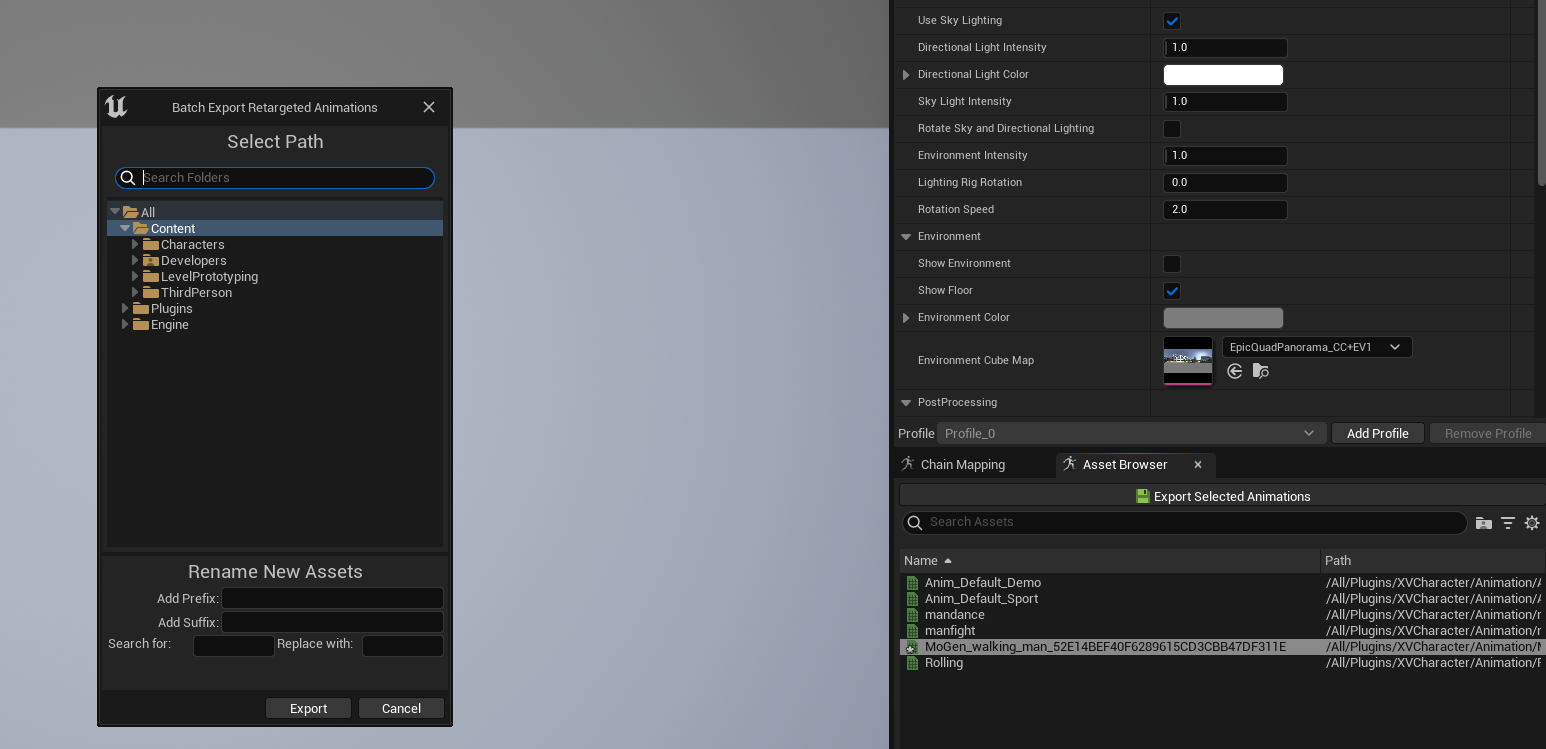 Batch Export Retargeted Animations
Select Path
Search Folders
All
Content
Characters
Developers
LevelPrototyping
ThirdPerson
Plugins
Engine
Rename New Assets
Add Prefix:
Add Suffix:
Search for:
Replace with:
Export
Cancel
Use Sky Lighting
Directional Light Intensity
1.0
Directional Light Color
Sky Light Intensity
1.0
Rotate Sky and Directional Lighting
Environment Intensity
1.0
Lighting Rig Rotation
0.0
Rotation Speed
2.0
Environment
Show Environment
Show Floor
Environment Color
Environment Cube Map
EpicQuadPanorama_CC+EV1
PostProcessing
Profile
Profile_0
Add Profile
Remove Profile
Chain Mapping
Asset Browser
Export Selected Animations
Search Assets
Name
Path
Anim_Default_Demo /All/Plugins/XVCharacter/Animation/
Anim_Default_Sport /All/Plugins/XVCharacter/Animation/
mandance /All/Plugins/XVCharacter/Animation/
manfight /All/Plugins/XVCharacter/Animation/
MoGen_walking_man_52E14BEF40F6289615CD3CBB47DF311E /All/Plugins/XVCharacter/Animation/
Rolling /All/Plugins/XVCharacter/Animation/